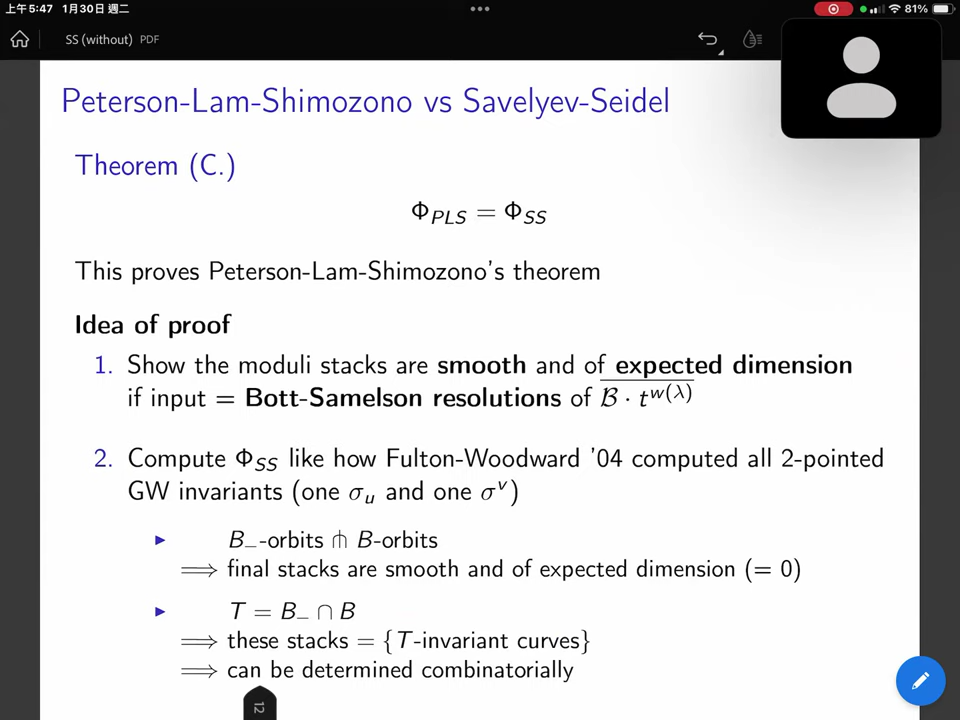 上午5:47 1月30日 週二
81%
SS (without) PDF
Peterson-Lam-Shimozono vs Savelyev-Seidel
Theorem (C.)
Φ_PLS = Φ_SS
This proves Peterson-Lam-Shimozono's theorem
Idea of proof
1. Show the moduli stacks are smooth and of expected dimension
if input = Bott-Samelson resolutions of \overline{ℬ · t^{w(λ)}}
2. Compute Φ_SS like how Fulton-Woodward '04 computed all 2-pointed
GW invariants (one σ_u and one σ^v)
▶ B_−-orbits ⋔ B-orbits
⟹ final stacks are smooth and of expected dimension (= 0)
▶ T = B_− ∩ B
⟹ these stacks = {T-invariant curves}
⟹ can be determined combinatorially
12